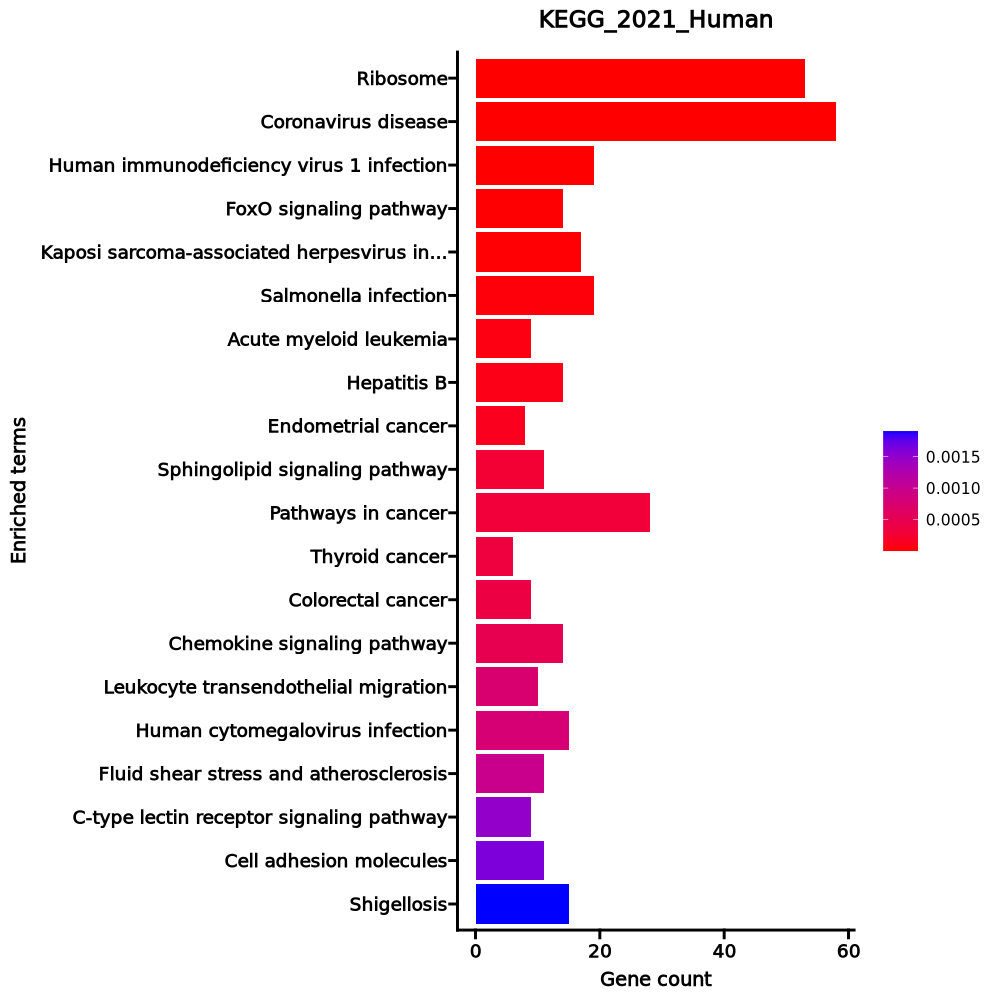 KEGG_2021_Human
Ribosome
Coronavirus disease
Human immunodeficiency virus 1 infection
FoxO signaling pathway
Kaposi sarcoma-associated herpesvirus in...
Salmonella infection
Acute myeloid leukemia
Hepatitis B
Endometrial cancer
Sphingolipid signaling pathway
Pathways in cancer
Thyroid cancer
Colorectal cancer
Chemokine signaling pathway
Leukocyte transendothelial migration
Human cytomegalovirus infection
Fluid shear stress and atherosclerosis
C-type lectin receptor signaling pathway
Cell adhesion molecules
Shigellosis
Enriched terms
0 20 40 60
Gene count
0.0015
0.0010
0.0005